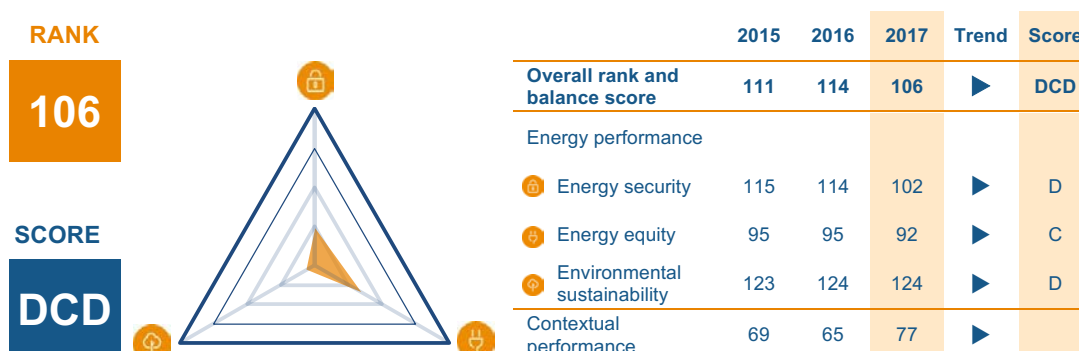 RANK
106
SCORE
DCD
2015 2016 2017 Trend Score
Overall rank and
balance score 111 114 106 DCD
Energy performance
Energy security 115 114 102 D
Energy equity 95 95 92 C
Environmental
sustainability 123 124 124 D
Contextual
performance 69 65 77